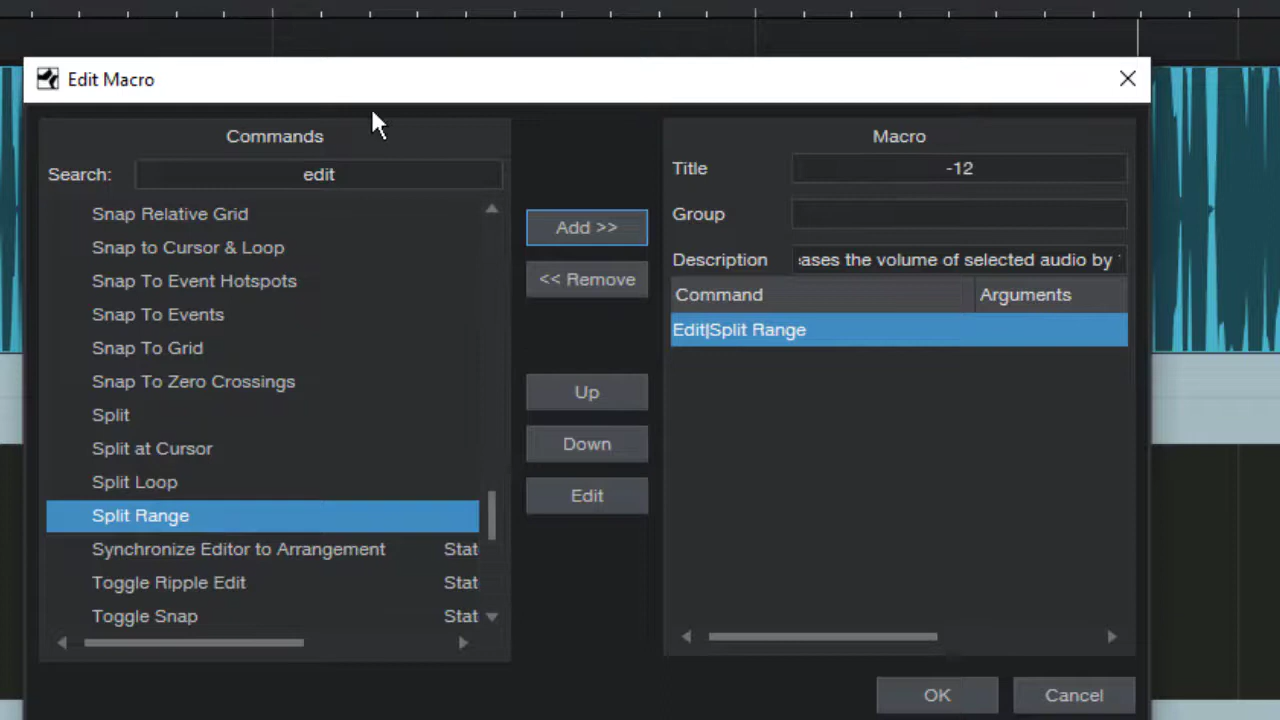 Edit Macro
Commands
Search: edit
Snap Relative Grid
Snap to Cursor & Loop
Snap To Event Hotspots
Snap To Events
Snap To Grid
Snap To Zero Crossings
Split
Split at Cursor
Split Loop
Split Range
Synchronize Editor to Arrangement Stat
Toggle Ripple Edit Stat
Toggle Snap Stat
Add >>
<< Remove
Up
Down
Edit
Macro
Title -12
Group
Description eases the volume of selected audio by
Command Arguments
Edit|Split Range
OK Cancel